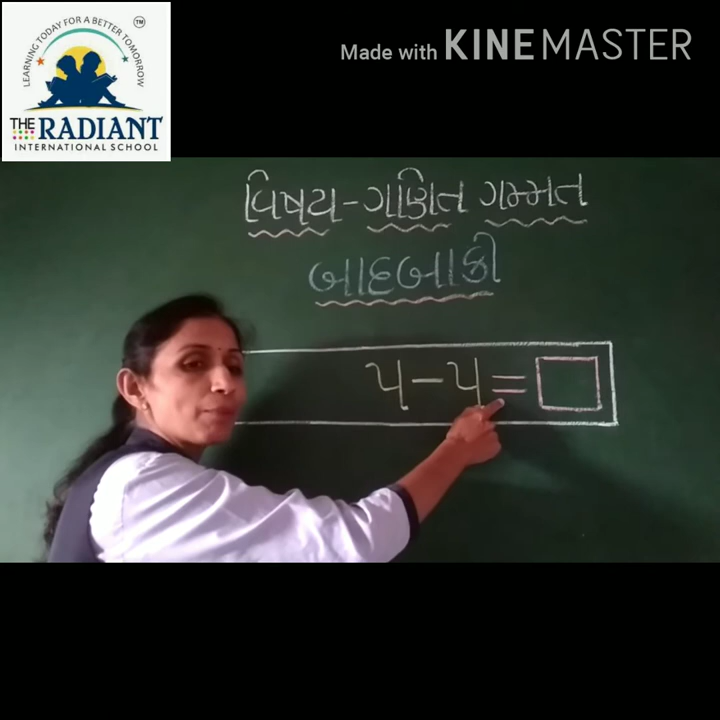 LEARNING TODAY FOR A BETTER TOMORROW
TM
THE RADIANT
INTERNATIONAL SCHOOL
Made with KINEMASTER
વિષય-ગણિત ગમ્મત
બાદબાકી
૫-૫=